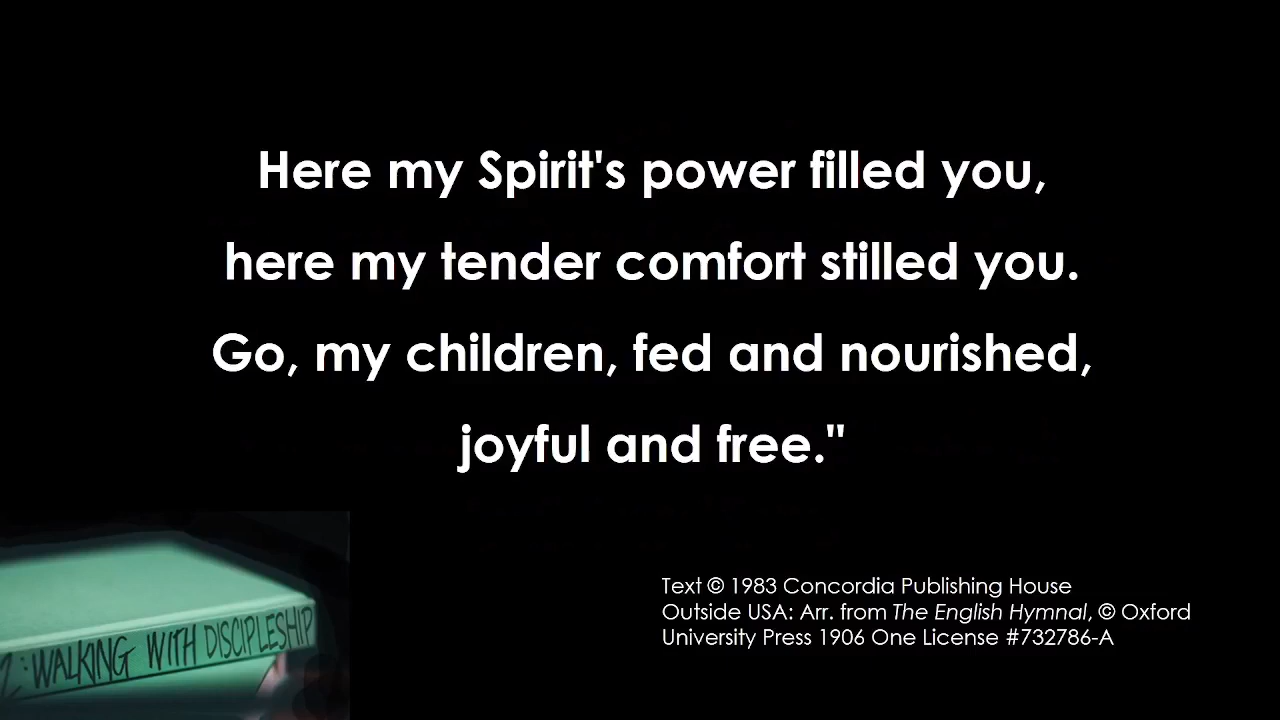 Here my Spirit's power filled you,
here my tender comfort stilled you.
Go, my children, fed and nourished,
joyful and free."
2: WALKING WITH DISCIPLESHIP
Text © 1983 Concordia Publishing House
Outside USA: Arr. from The English Hymnal, © Oxford
University Press 1906 One License #732786-A